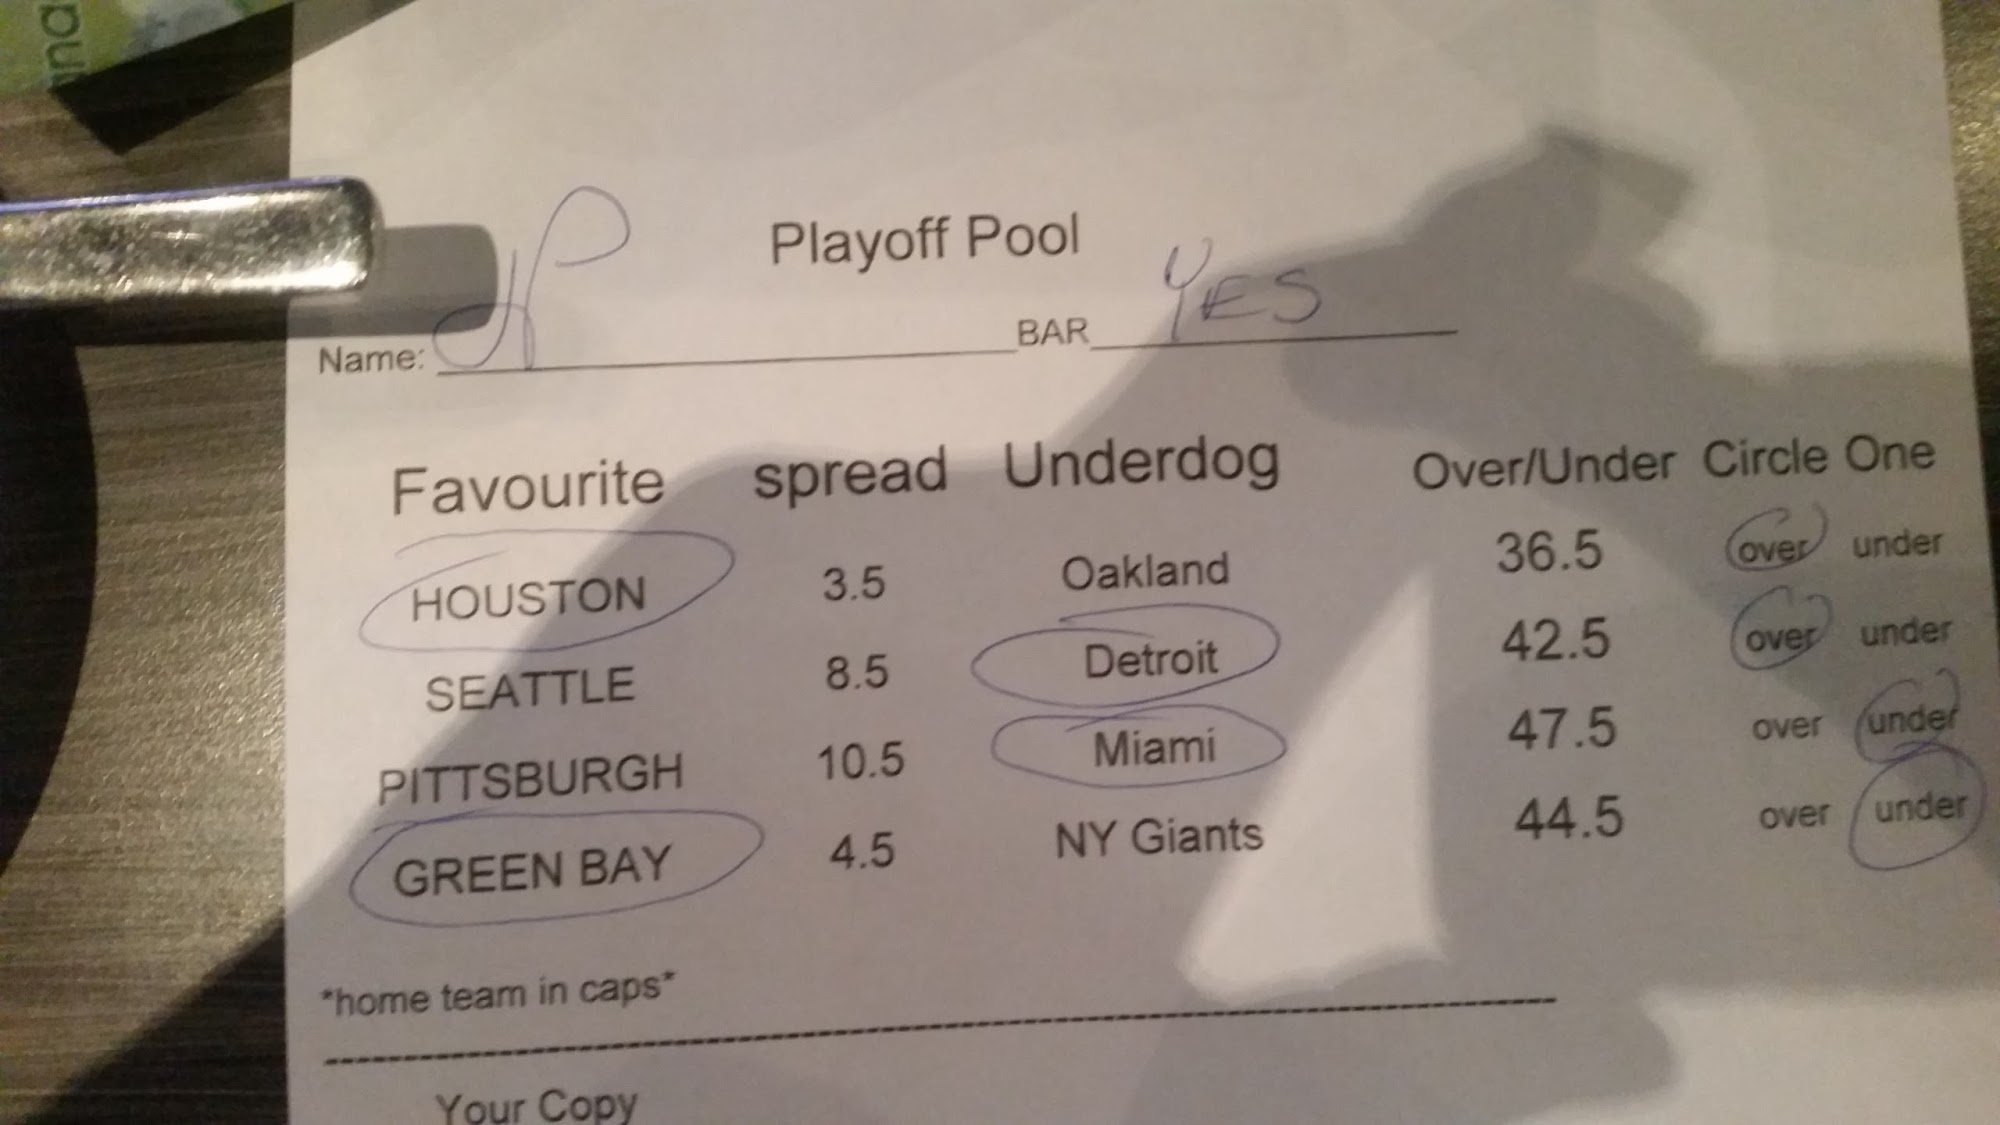 and
Playoff Pool
Name: JP BAR YES
Favourite spread Underdog Over/Under Circle One
HOUSTON 3.5 Oakland 36.5 over under
SEATTLE 8.5 Detroit 42.5 over under
PITTSBURGH 10.5 Miami 47.5 over under
GREEN BAY 4.5 NY Giants 44.5 over under
*home team in caps*
Your Copy